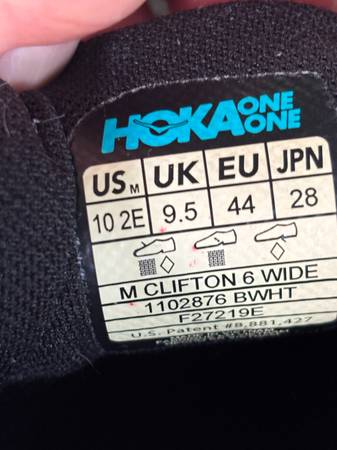 HOKA ONE ONE
US M UK EU JPN
10 2E 9.5 44 28
M CLIFTON 6 WIDE
1102876 BWHT
F27219E
U.S. Patent #8,881,427